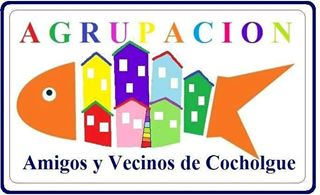 AGRUPACION
Amigos y Vecinos de Cocholgue